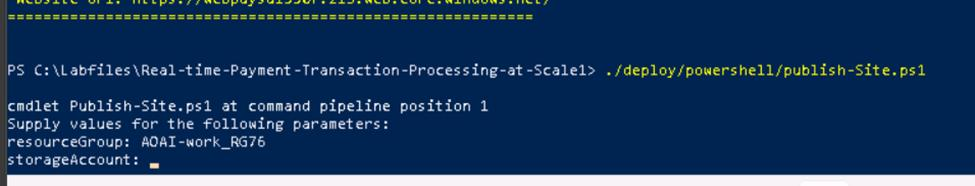 ============================================================
PS C:\Labfiles\Real-time-Payment-Transaction-Processing-at-Scale1> ./deploy/powershell/publish-Site.ps1
cmdlet Publish-Site.ps1 at command pipeline position 1
Supply values for the following parameters:
resourceGroup: AOAI-work_RG76
storageAccount: